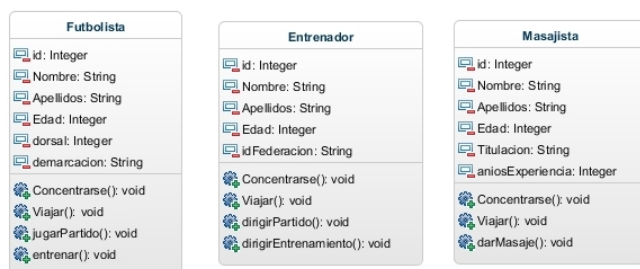 Futbolista
id: Integer
Nombre: String
Apellidos: String
Edad: Integer
dorsal: Integer
demarcacion: String
Concentrarse(): void
Viajar(): void
jugarPartido(): void
entrenar(): void
Entrenador
id: Integer
Nombre: String
Apellidos: String
Edad: Integer
idFederacion: String
Concentrarse(): void
Viajar(): void
dirigirPartido(): void
dirigirEntrenamiento(): void
Masajista
id: Integer
Nombre: String
Apellidos: String
Edad: Integer
Titulacion: String
aniosExperiencia: Integer
Concentrarse(): void
Viajar(): void
darMasaje(): void